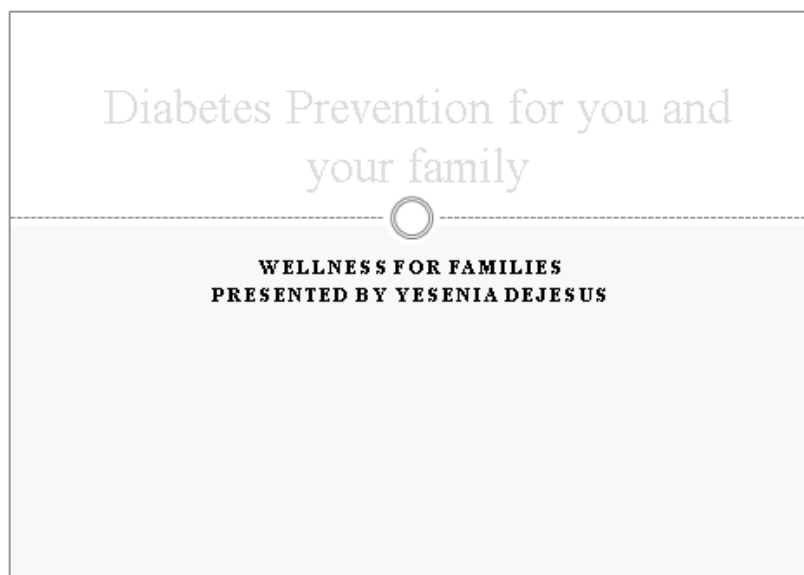 Diabetes Prevention for you and
your family
WELLNESS FOR FAMILIES
PRESENTED BY YESENIA DEJESUS